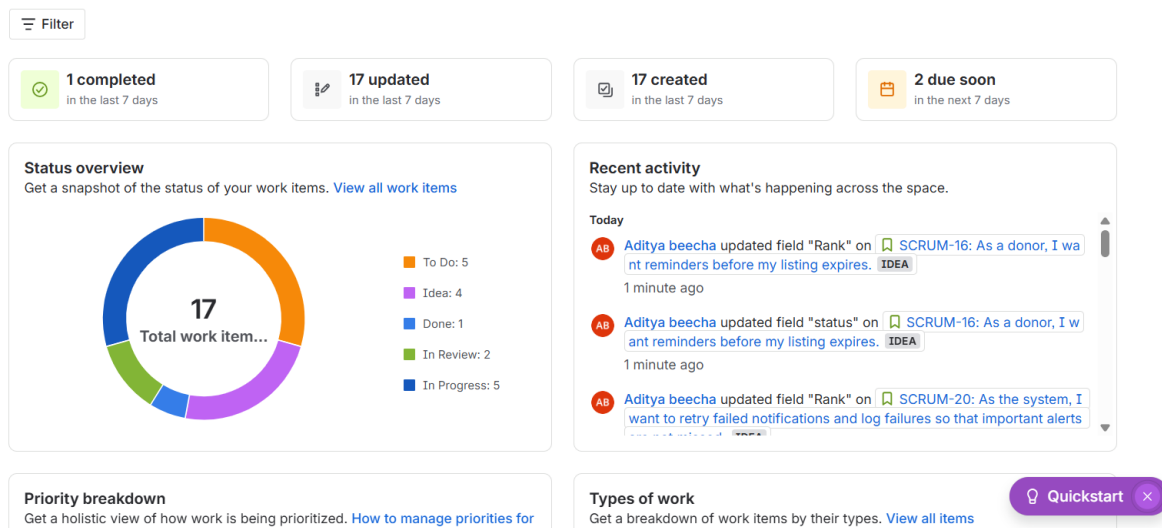 Filter
1 completed
in the last 7 days
17 updated
in the last 7 days
17 created
in the last 7 days
2 due soon
in the next 7 days
Status overview
Get a snapshot of the status of your work items. View all work items
17
Total work item...
To Do: 5
Idea: 4
Done: 1
In Review: 2
In Progress: 5
Recent activity
Stay up to date with what's happening across the space.
Today
AB
Aditya beecha updated field "Rank" on SCRUM-16: As a donor, I wa
nt reminders before my listing expires. IDEA
1 minute ago
AB
Aditya beecha updated field "status" on SCRUM-16: As a donor, I w
ant reminders before my listing expires. IDEA
1 minute ago
AB
Aditya beecha updated field "Rank" on SCRUM-20: As the system, I
want to retry failed notifications and log failures so that important alerts
are not missed. IDEA
Priority breakdown
Get a holistic view of how work is being prioritized. How to manage priorities for
Types of work
Get a breakdown of work items by their types. View all items
Quickstart